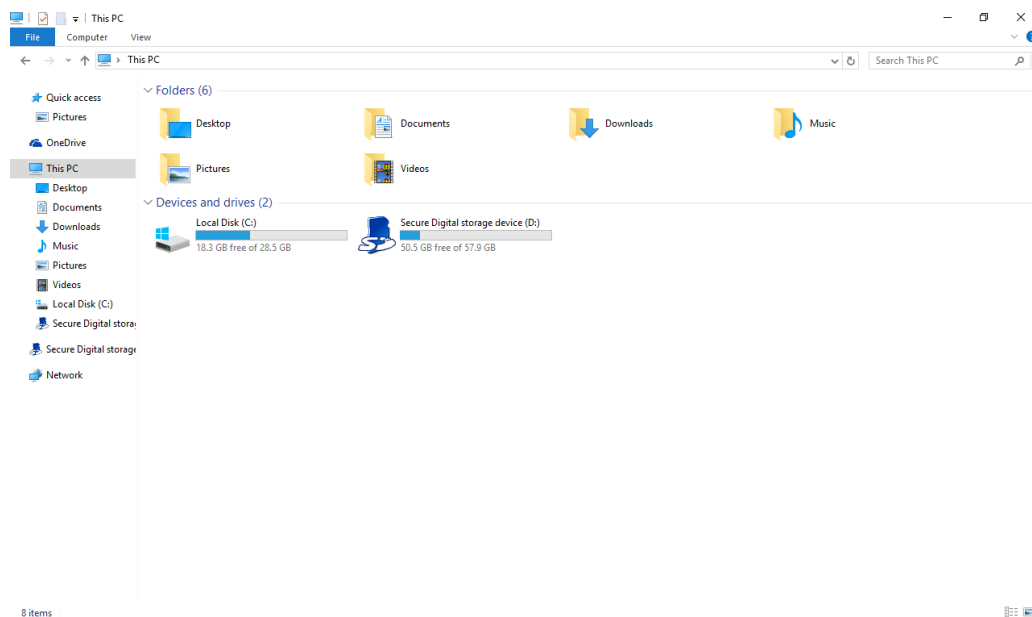 This PC
File Computer View
This PC
Search This PC
Quick access
Pictures
OneDrive
This PC
Desktop
Documents
Downloads
Music
Pictures
Videos
Local Disk (C:)
Secure Digital storag
Secure Digital storage
Network
Folders (6)
Desktop Documents Downloads Music
Pictures Videos
Devices and drives (2)
Local Disk (C:)
18.3 GB free of 28.5 GB
Secure Digital storage device (D:)
50.5 GB free of 57.9 GB
8 items